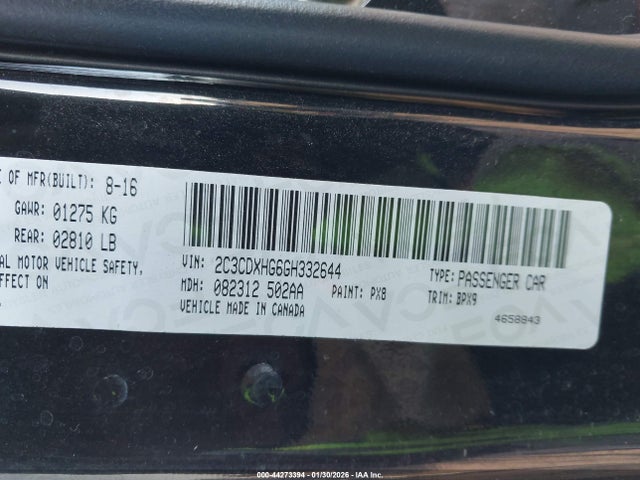 E OF MFR(BUILT): 8-16
GAWR: 01275 KG
REAR: 02810 LB
AL MOTOR VEHICLE SAFETY,
EFFECT ON
VIN: 2C3CDXHG6GH332644
TYPE: PASSENGER CAR
MDH: 082312 502AA
PAINT: PX8
TRIM: BPX9
VEHICLE MADE IN CANADA
4658843
000-44273394 - 01/30/2026 - IAA Inc.